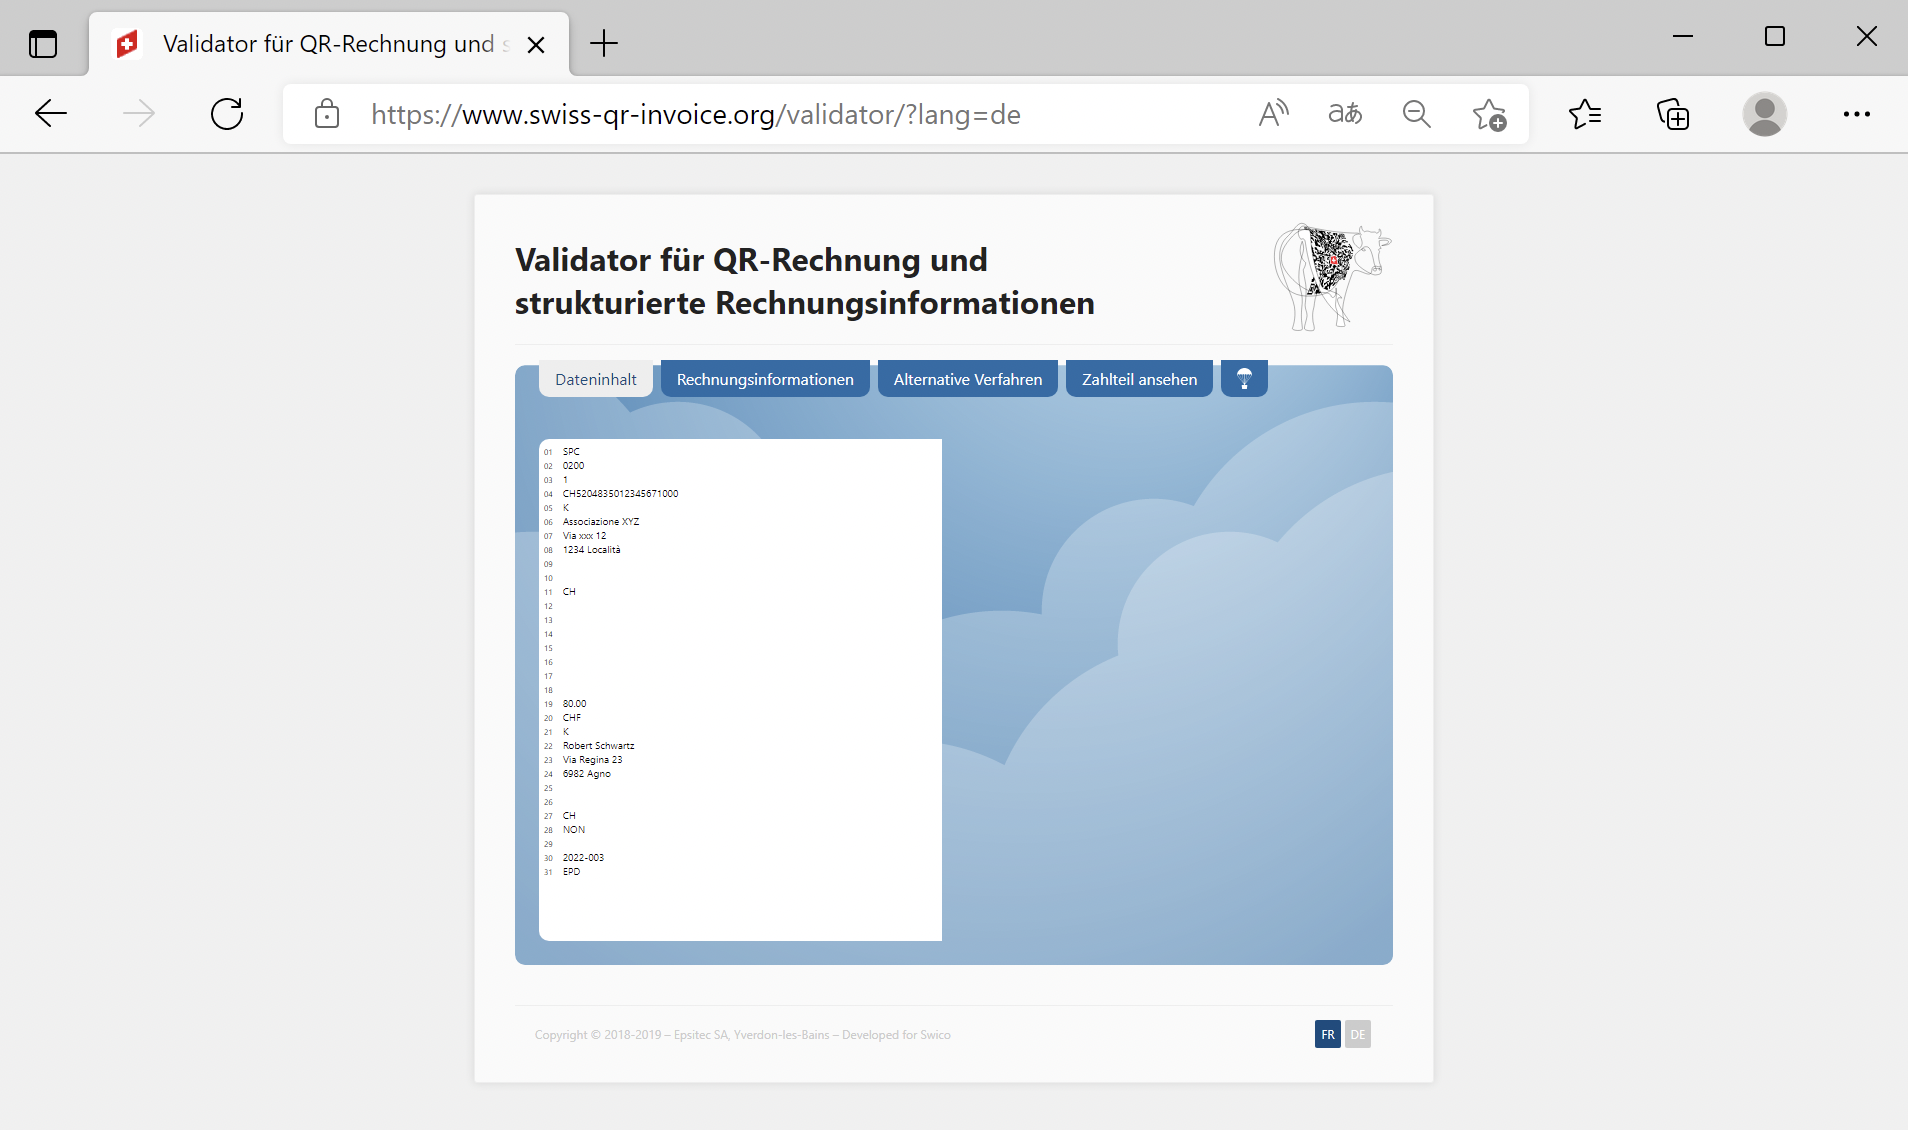 Validator für QR-Rechnung und
https://www.swiss-qr-invoice.org/validator/?lang=de
Validator für QR-Rechnung und
strukturierte Rechnungsinformationen
Dateninhalt Rechnungsinformationen Alternative Verfahren Zahlteil ansehen
01 SPC
02 0200
03 1
04 CH5204835012345671000
05 K
06 Associazione XYZ
07 Via xxx 12
08 1234 Località
09
10
11 CH
12
13
14
15
16
17
18
19 80.00
20 CHF
21 K
22 Robert Schwartz
23 Via Regina 23
24 6982 Agno
25
26
27 CH
28 NON
29
30 2022-003
31 EPD
Copyright © 2018-2019 – Epsitec SA, Yverdon-les-Bains – Developed for Swico FR DE